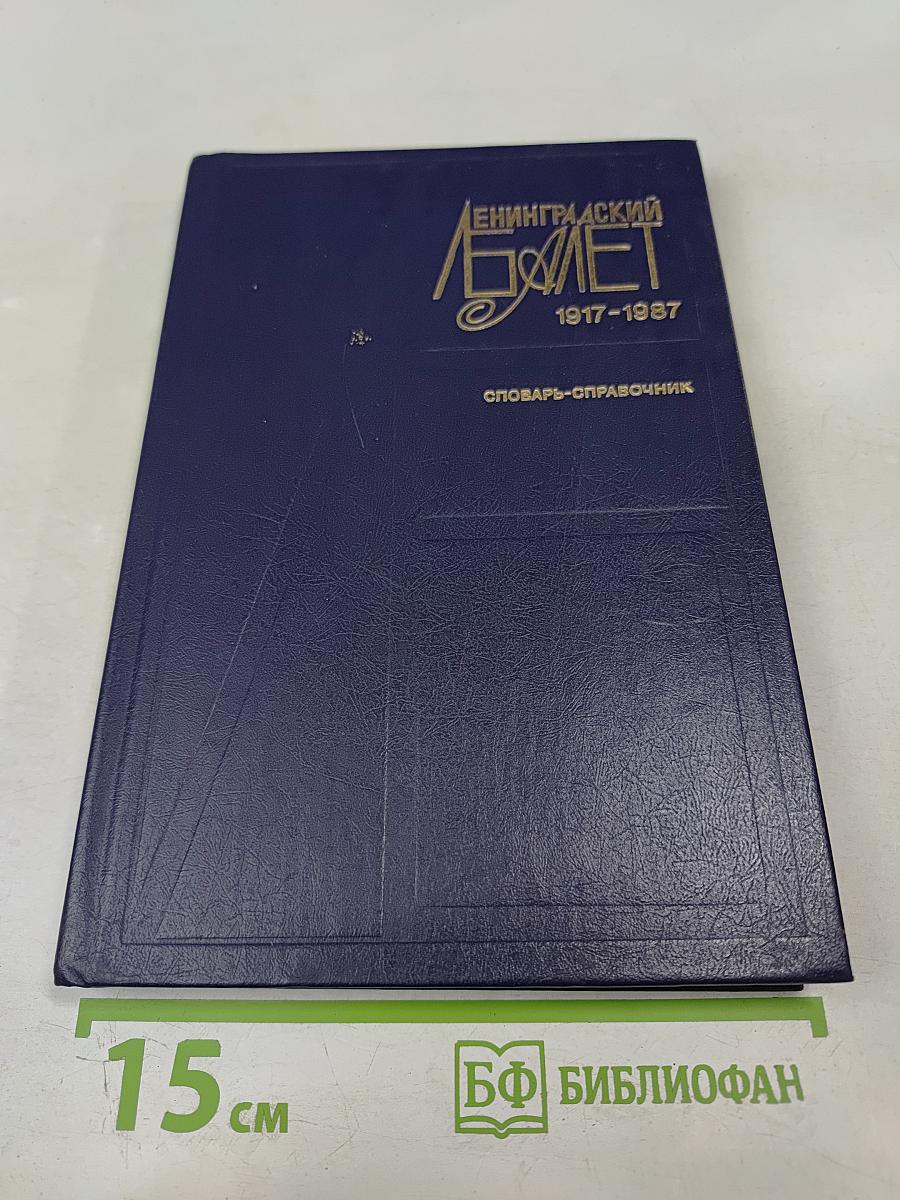 ЛЕНИНГРАДСКИЙ
БАЛЕТ
1917-1987
СЛОВАРЬ-СПРАВОЧНИК
15 см
БФ БИБЛИОФАН